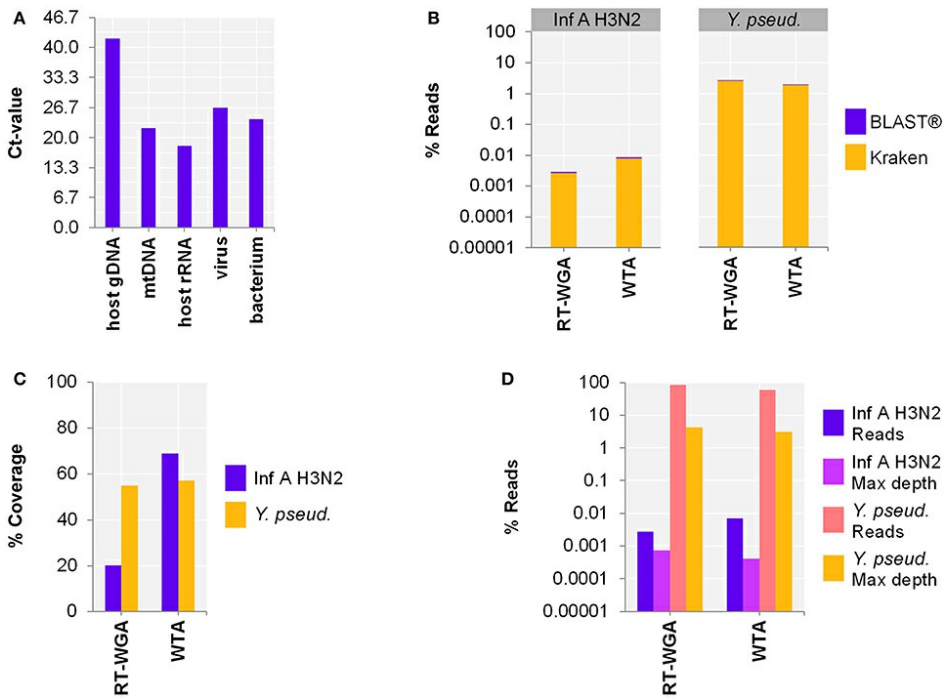 A
Ct-value
46.7
40.0
33.3
26.7
20.0
13.3
6.7
0.0
host gDNA
mtDNA
host rRNA
virus
bacterium
B
Inf A H3N2
Y. pseud.
% Reads
100
10
1
0.1
0.01
0.001
0.0001
0.00001
RT-WGA
WTA
RT-WGA
WTA
BLAST®
Kraken
C
% Coverage
100
80
60
40
20
0
RT-WGA
WTA
Inf A H3N2
Y. pseud.
D
% Reads
100
10
1
0.1
0.01
0.001
0.0001
0.00001
RT-WGA
WTA
Inf A H3N2
Reads
Inf A H3N2
Max depth
Y. pseud.
Reads
Y. pseud.
Max depth